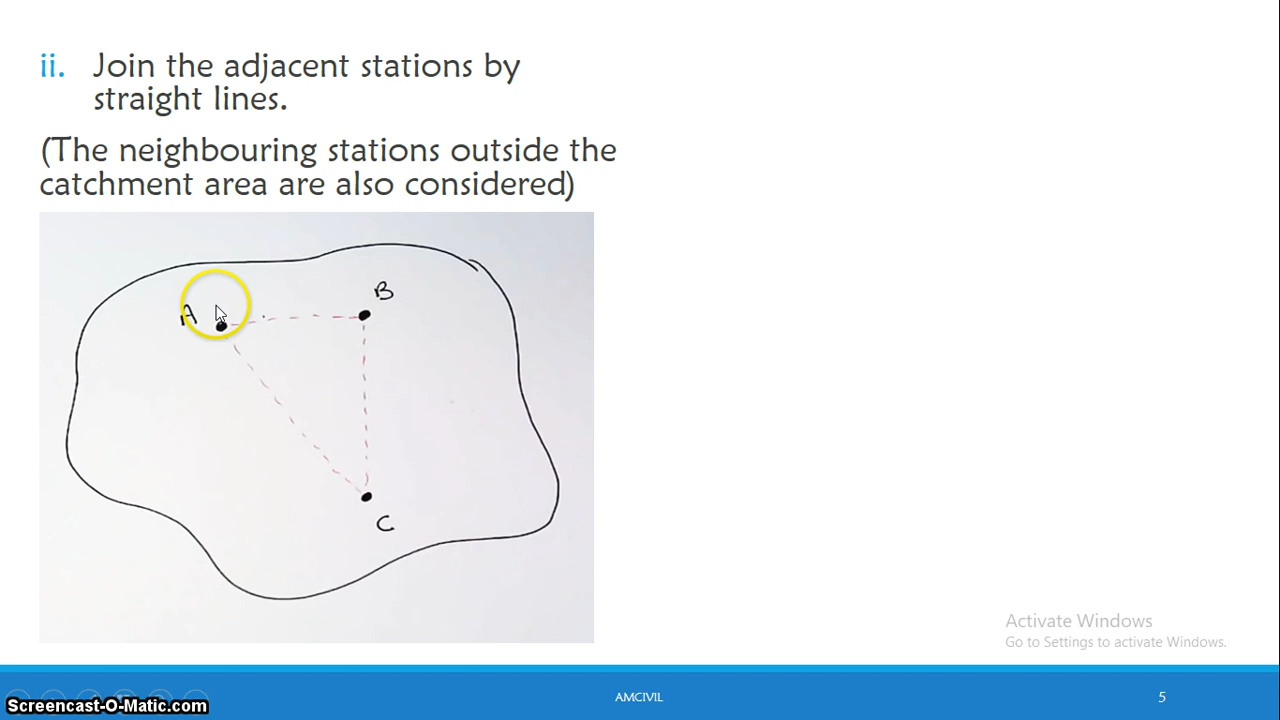 ii. Join the adjacent stations by
straight lines.
(The neighbouring stations outside the
catchment area are also considered)
B
A
C
Activate Windows
Go to Settings to activate Windows.
AMCIVIL
5
Screencast-O-Matic.com